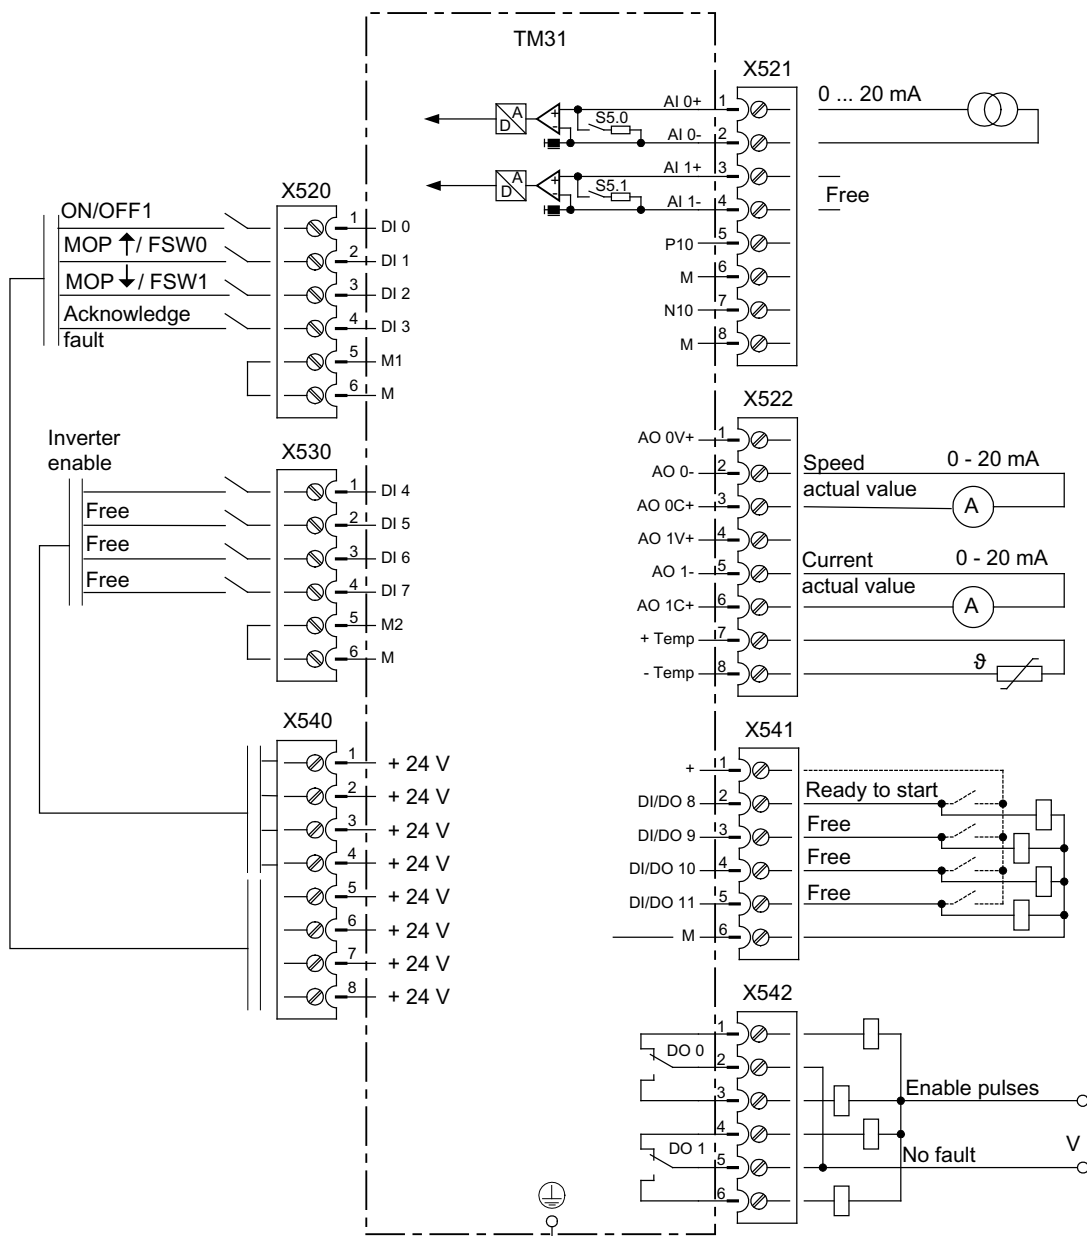 TM31
X521
1 AI 0+
0 ... 20 mA
D A
+
-
S5.0
2 AI 0-
3 AI 1+
D A
+
-
S5.1
4 AI 1-
Free
5 P10
6 M
7 N10
8 M
X520
ON/OFF1
1 DI 0
MOP ↑/ FSW0
2 DI 1
MOP ↓/ FSW1
3 DI 2
Acknowledge
fault
4 DI 3
5 M1
6 M
X522
AO 0V+ 1
AO 0- 2
Speed
actual value
0 - 20 mA
AO 0C+ 3
A
AO 1V+ 4
AO 1- 5
Current
actual value
0 - 20 mA
AO 1C+ 6
A
+ Temp 7
- Temp 8
ϑ
Inverter
enable
X530
1 DI 4
Free
2 DI 5
Free
3 DI 6
Free
4 DI 7
5 M2
6 M
X540
1 + 24 V
2 + 24 V
3 + 24 V
4 + 24 V
5 + 24 V
6 + 24 V
7 + 24 V
8 + 24 V
X541
+ 1
DI/DO 8 2
Ready to start
DI/DO 9 3
Free
DI/DO 10 4
Free
DI/DO 11 5
Free
M 6
X542
1
DO 0
2
3
Enable pulses
4
DO 1
5
No fault
V
6